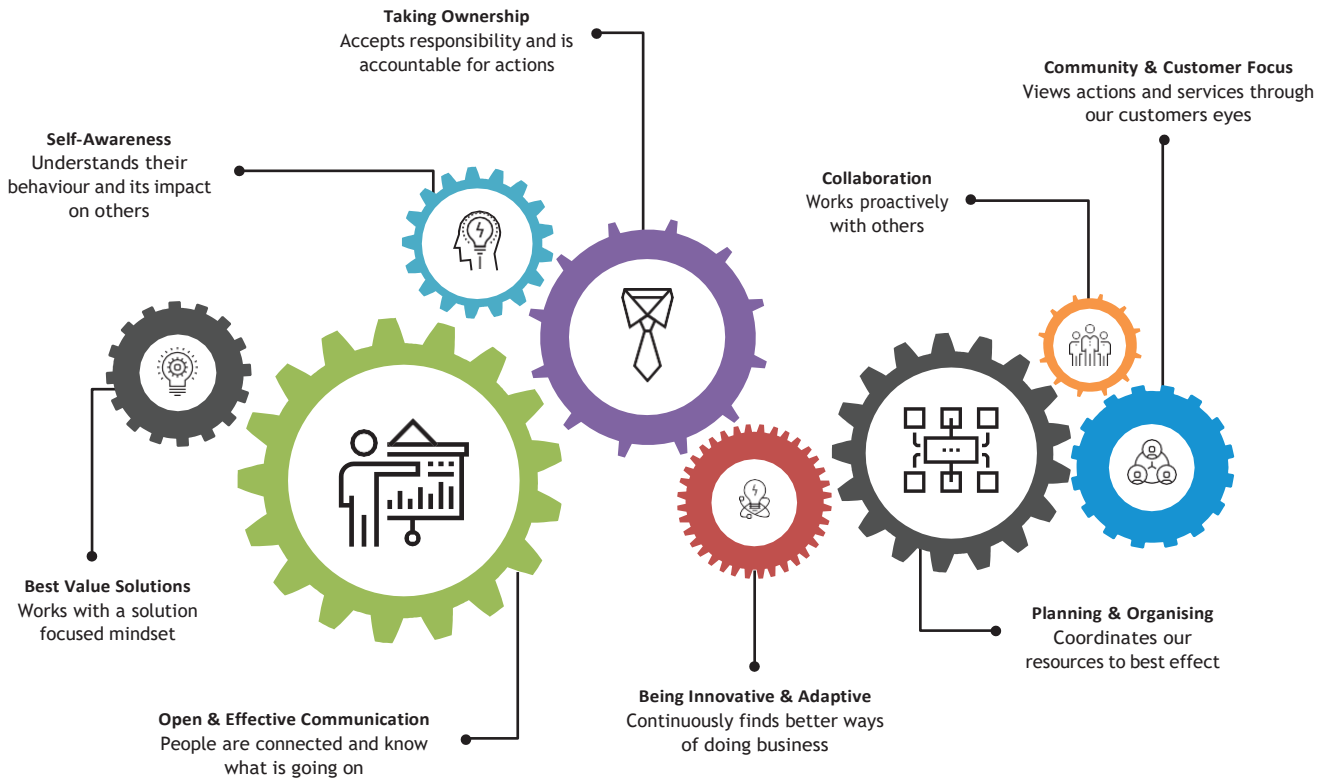 Taking Ownership
Accepts responsibility and is
accountable for actions
Community & Customer Focus
Views actions and services through
our customers eyes
Self-Awareness
Understands their
behaviour and its impact
on others
Collaboration
Works proactively
with others
Best Value Solutions
Works with a solution
focused mindset
Planning & Organising
Coordinates our
resources to best effect
Being Innovative & Adaptive
Continuously finds better ways
of doing business
Open & Effective Communication
People are connected and know
what is going on